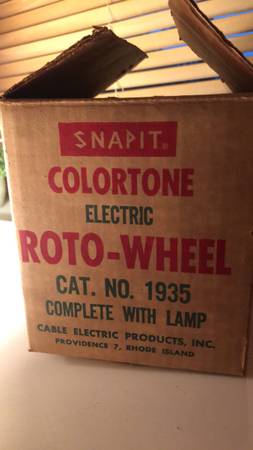 SNAPIT®
COLORTONE
ELECTRIC
ROTO-WHEEL
CAT. NO. 1935
COMPLETE WITH LAMP
CABLE ELECTRIC PRODUCTS, INC.
PROVIDENCE 7, RHODE ISLAND